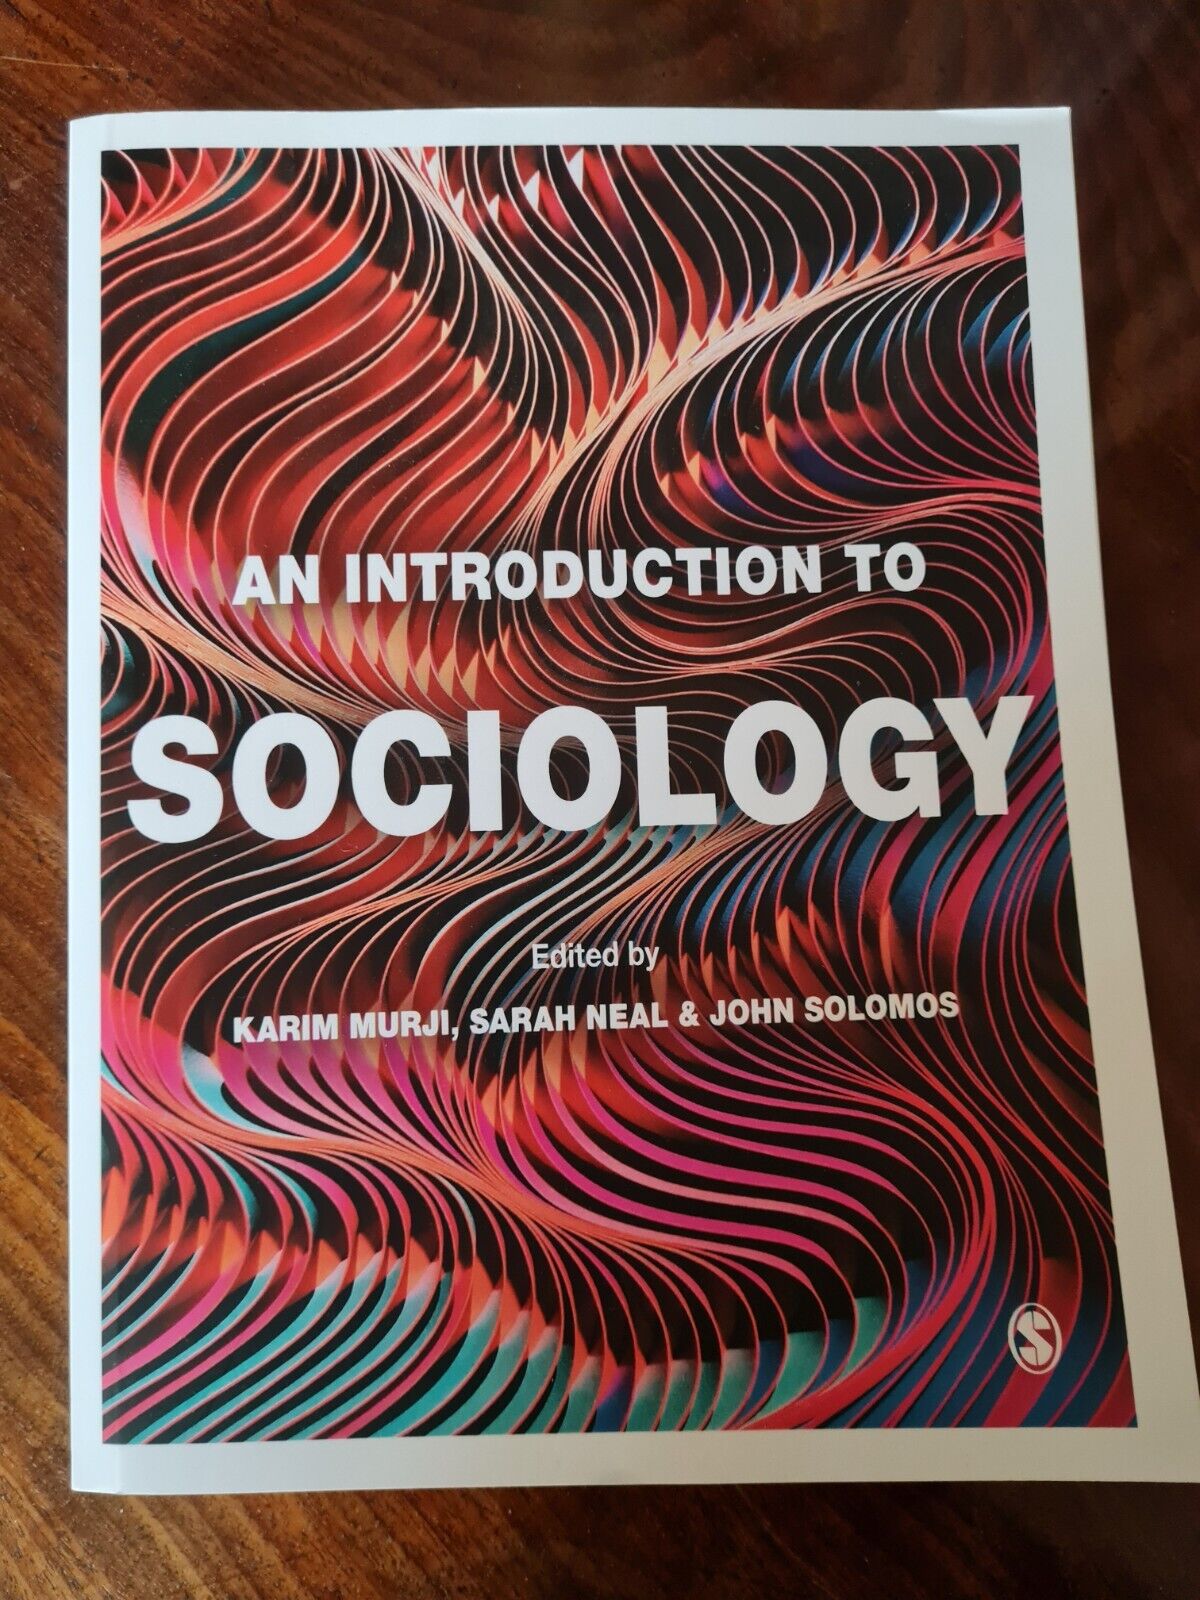 AN INTRODUCTION TO
SOCIOLOGY
Edited by
KARIM MURJI, SARAH NEAL & JOHN SOLOMOS
S